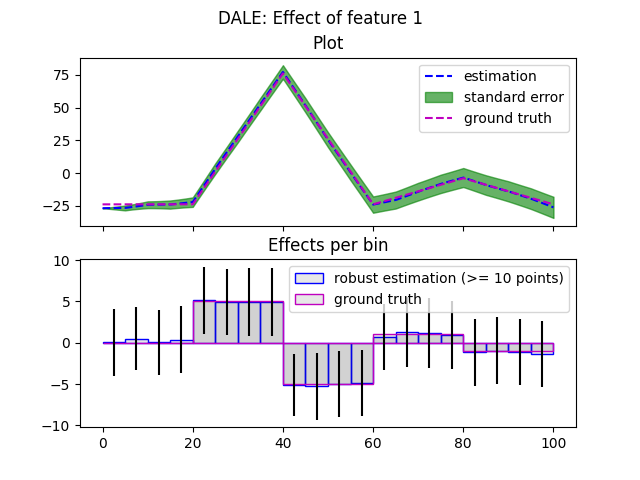 DALE: Effect of feature 1
Plot
75
50
25
0
−25
estimation
standard error
ground truth
Effects per bin
10
5
0
−5
−10
robust estimation (>= 10 points)
ground truth
0 20 40 60 80 100